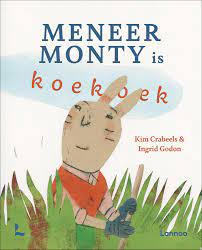 MENEER
MONTY is
koekoek
Kim Crabeels &
Ingrid Godon
Lannoo